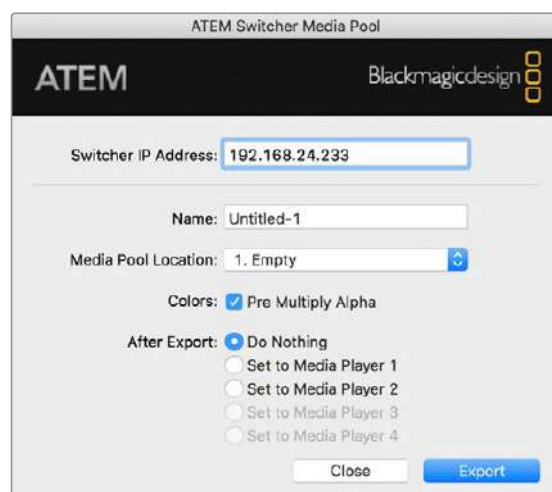 ATEM Switcher Media Pool
ATEM
Blackmagicdesign
Switcher IP Address: 192.168.24.233
Name: Untitled-1
Media Pool Location: 1. Empty
Colors: Pre Multiply Alpha
After Export: Do Nothing
Set to Media Player 1
Set to Media Player 2
Set to Media Player 3
Set to Media Player 4
Close Export